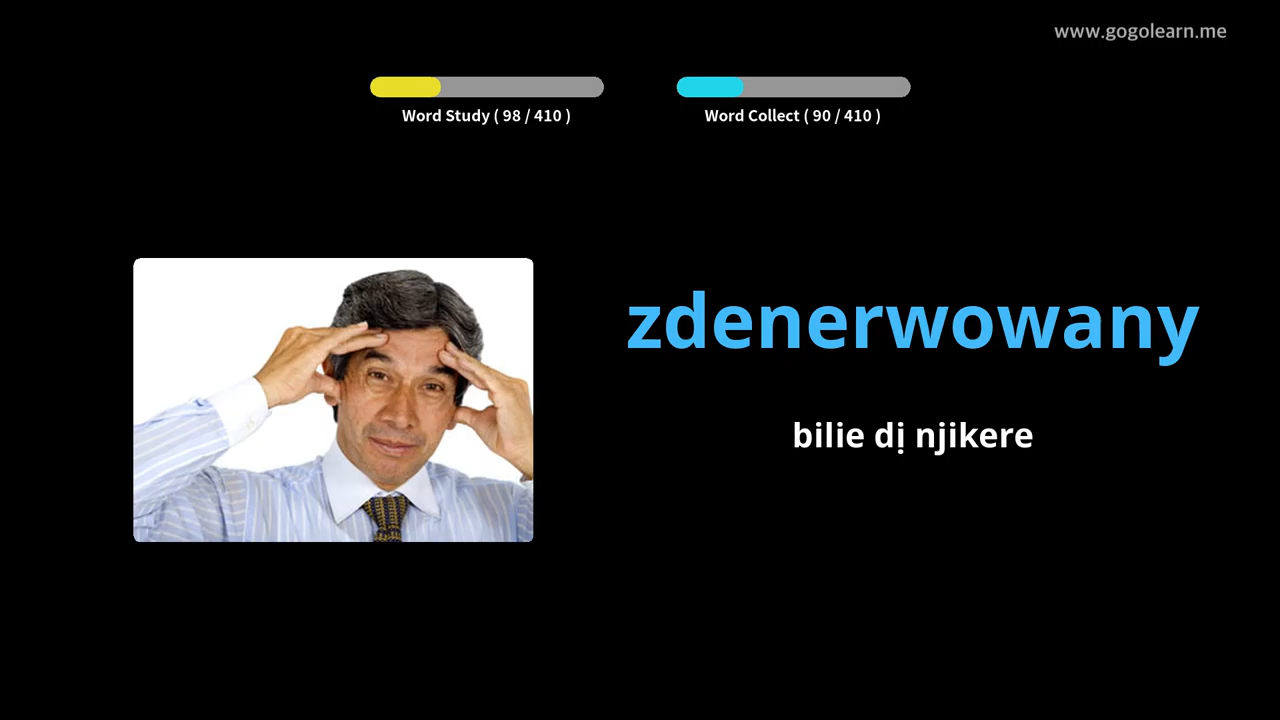 www.gogolearn.me
Word Study ( 98 / 410 )
Word Collect ( 90 / 410 )
zdenerwowany
bilie dị njikere